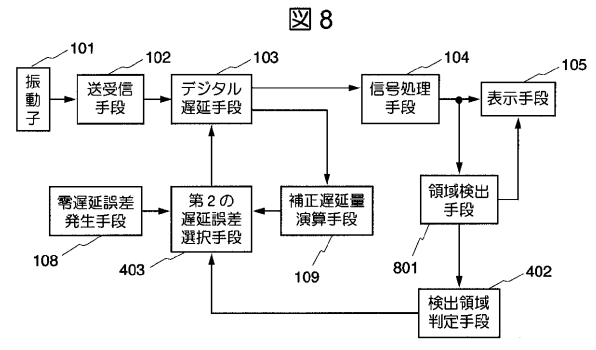 図8
101
振
動
子
102
送受信
手段
103
デジタル
遅延手段
104
信号処理
手段
105
表示手段
零遅延誤差
発生手段
108
第2の
遅延誤差
選択手段
403
補正遅延量
演算手段
109
領域検出
手段
801
402
検出領域
判定手段